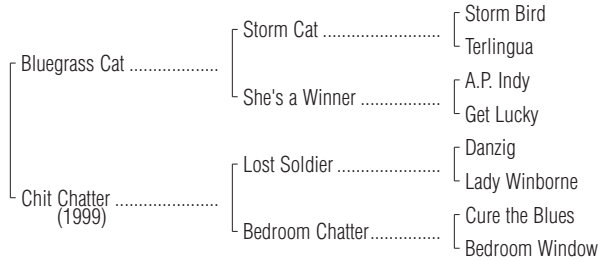 Storm Bird
Storm Cat ..........................
Terlingua
Bluegrass Cat ....................
A.P. Indy
She's a Winner ..................
Get Lucky
Danzig
Lost Soldier .......................
Lady Winborne
Chit Chatter .......................
(1999)
Cure the Blues
Bedroom Chatter................
Bedroom Window